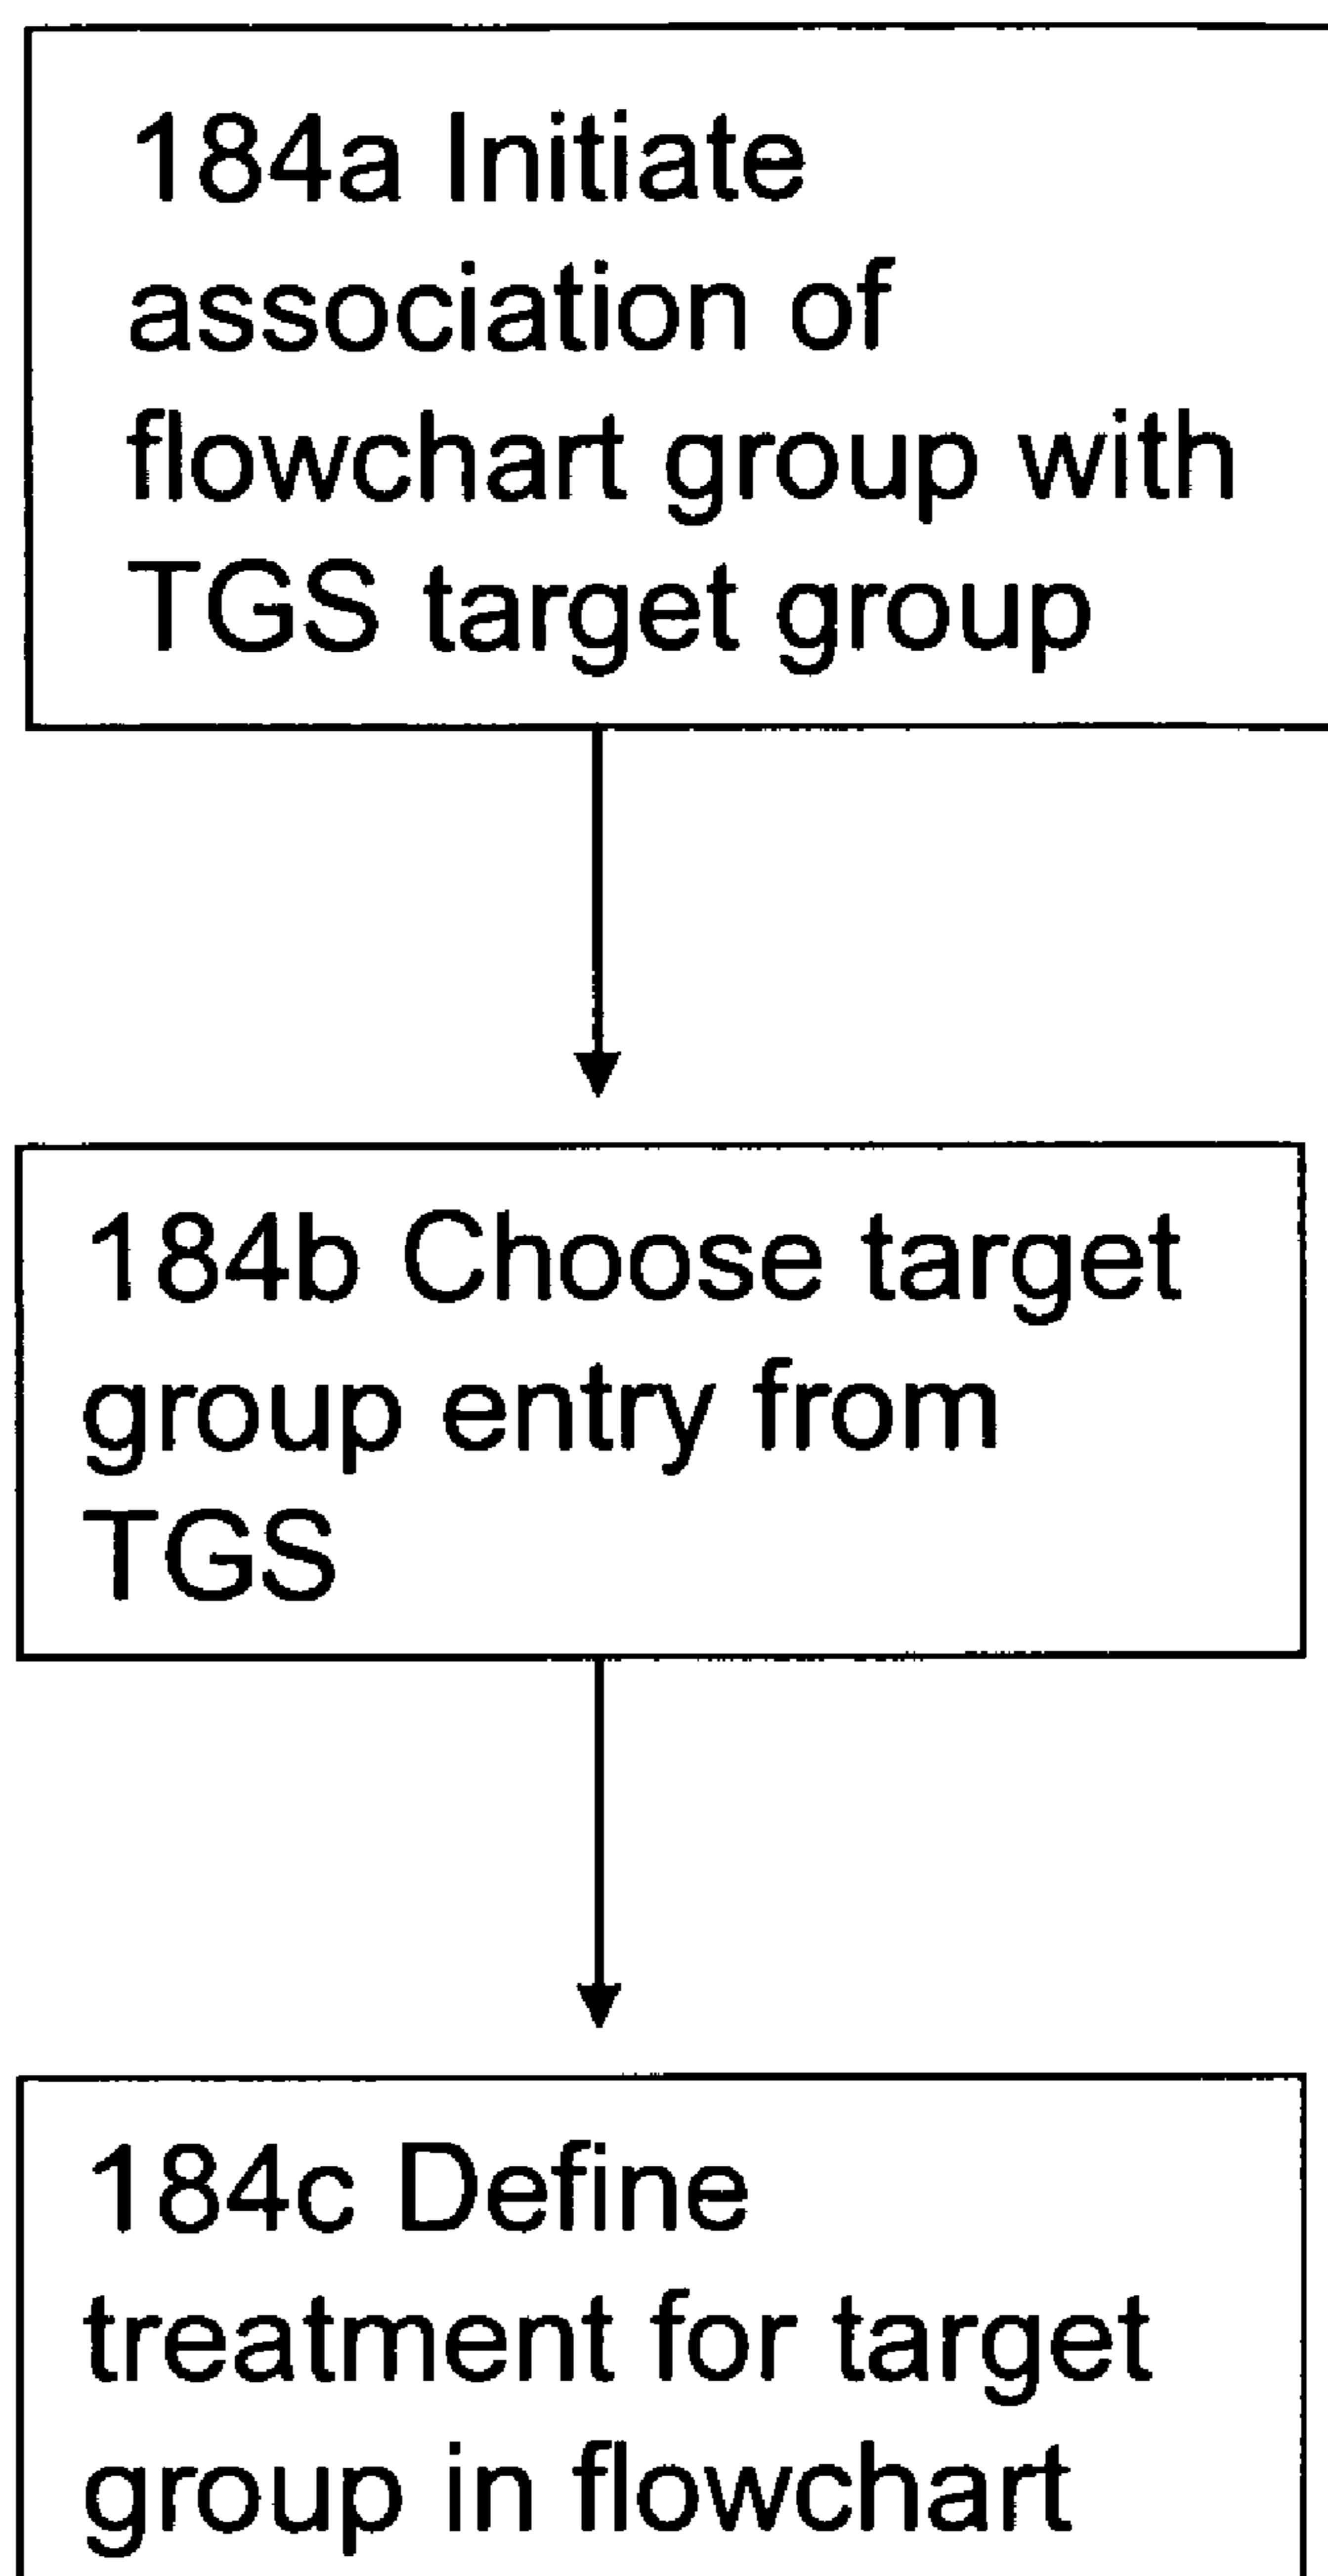 184a Initiate
association of
flowchart group with
TGS target group
184b Choose target
group entry from
TGS
184c Define
treatment for target
group in flowchart